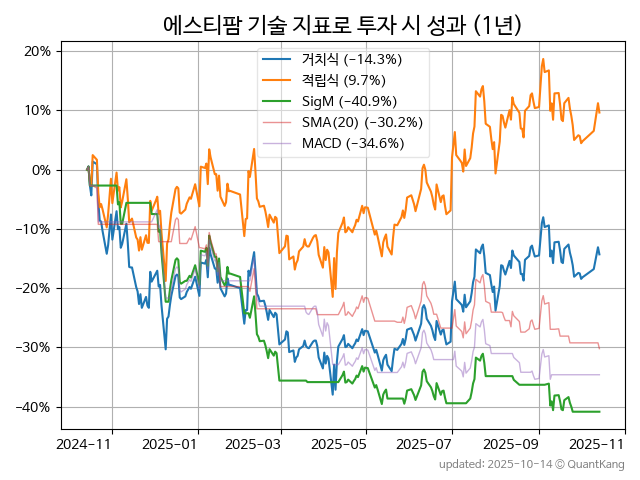 에스티팜 기술 지표로 투자 시 성과 (1년)
거치식 (−14.3%)
적립식 (9.7%)
SigM (−40.9%)
SMA(20) (−30.2%)
MACD (−34.6%)
20%
10%
0%
−10%
−20%
−30%
−40%
2024-11 2025-01 2025-03 2025-05 2025-07 2025-09 2025-11
updated: 2025-10-14 © QuantKang